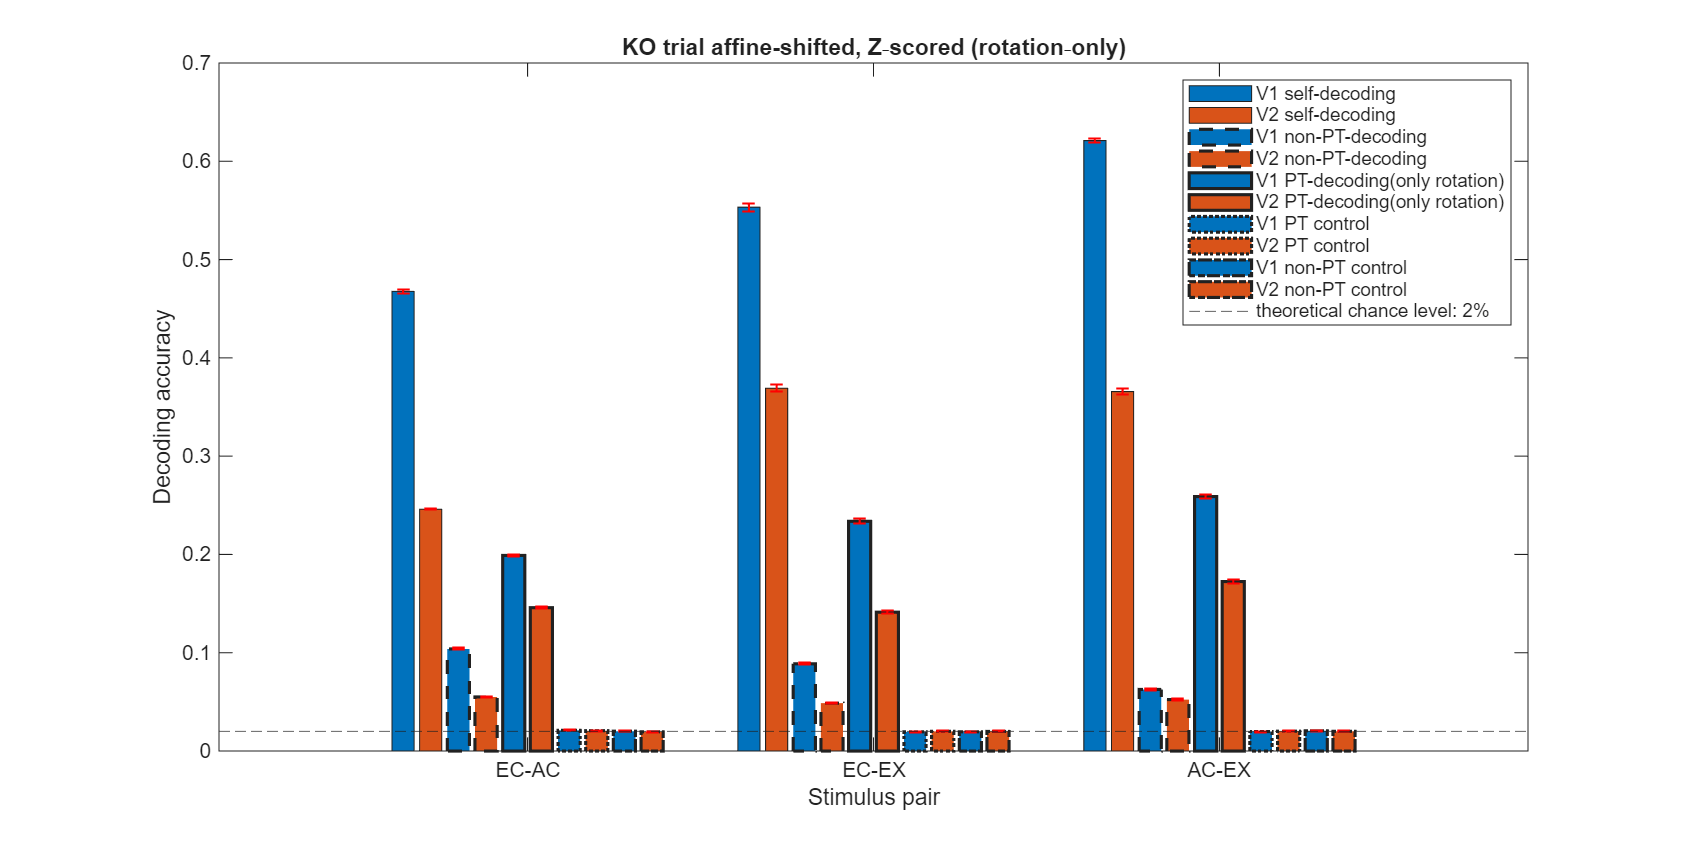 KO trial affine-shifted, Z-scored (rotation-only)
0.7
0.6
0.5
0.4
0.3
0.2
0.1
0
Decoding accuracy
V1 self-decoding
V2 self-decoding
V1 non-PT-decoding
V2 non-PT-decoding
V1 PT-decoding(only rotation)
V2 PT-decoding(only rotation)
V1 PT control
V2 PT control
V1 non-PT control
V2 non-PT control
theoretical chance level: 2%
EC-AC
EC-EX
AC-EX
Stimulus pair